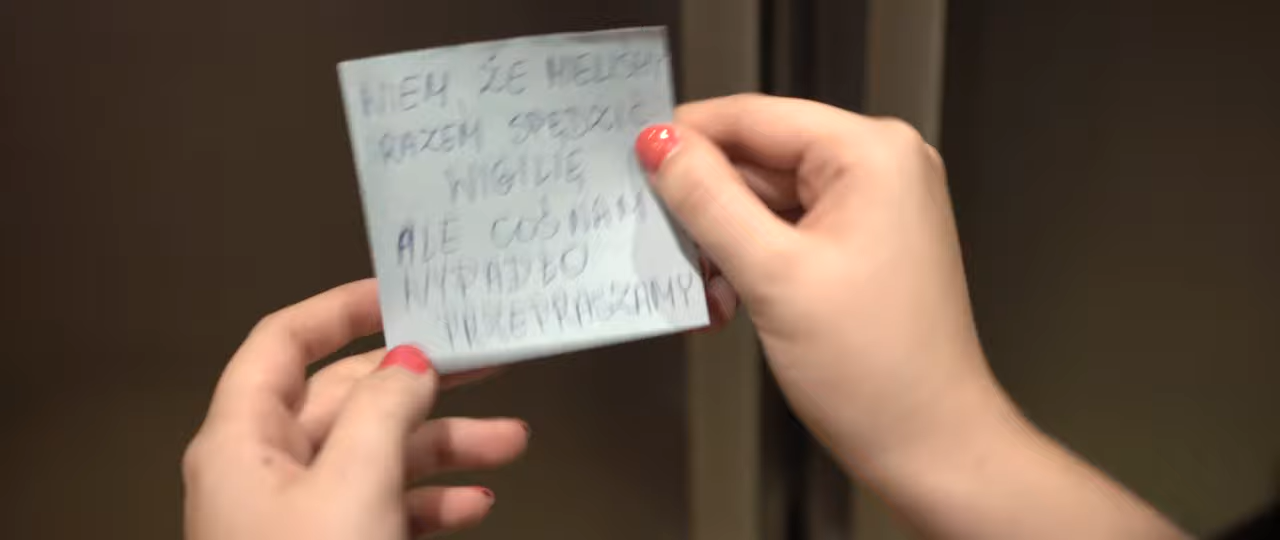 WIEM ŻE MIELIŚMY
RAZEM SPĘDZIĆ
WIGILIĘ
ALE COŚ NAM
WYPADŁO
PRZEPRASZAMY